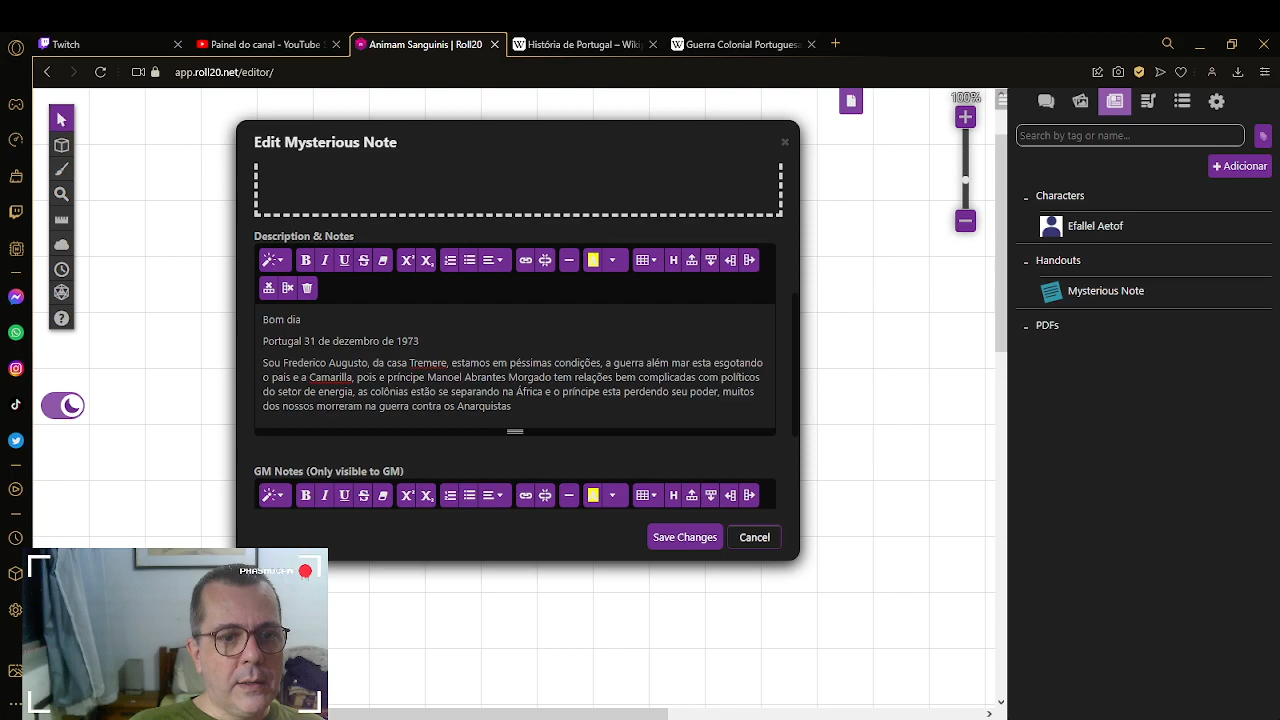 Twitch
Painel do canal - YouTube S
Animam Sanguinis | Roll20
História de Portugal – Wiki
Guerra Colonial Portuguesa
app.roll20.net/editor/
100%
Search by tag or name...
Adicionar
Characters
Efallel Aetof
Handouts
Mysterious Note
PDFs
Edit Mysterious Note
Description & Notes
Bom dia
Portugal 31 de dezembro de 1973
Sou Frederico Augusto, da casa Tremere, estamos em péssimas condições, a guerra além mar esta esgotando
o pais e a Camarilla, pois e príncipe Manoel Abrantes Morgado tem relações bem complicadas com políticos
do setor de energia, as colônias estão se separando na África e o príncipe esta perdendo seu poder, muitos
dos nossos morreram na guerra contra os Anarquistas
GM Notes (Only visible to GM)
Save Changes
Cancel